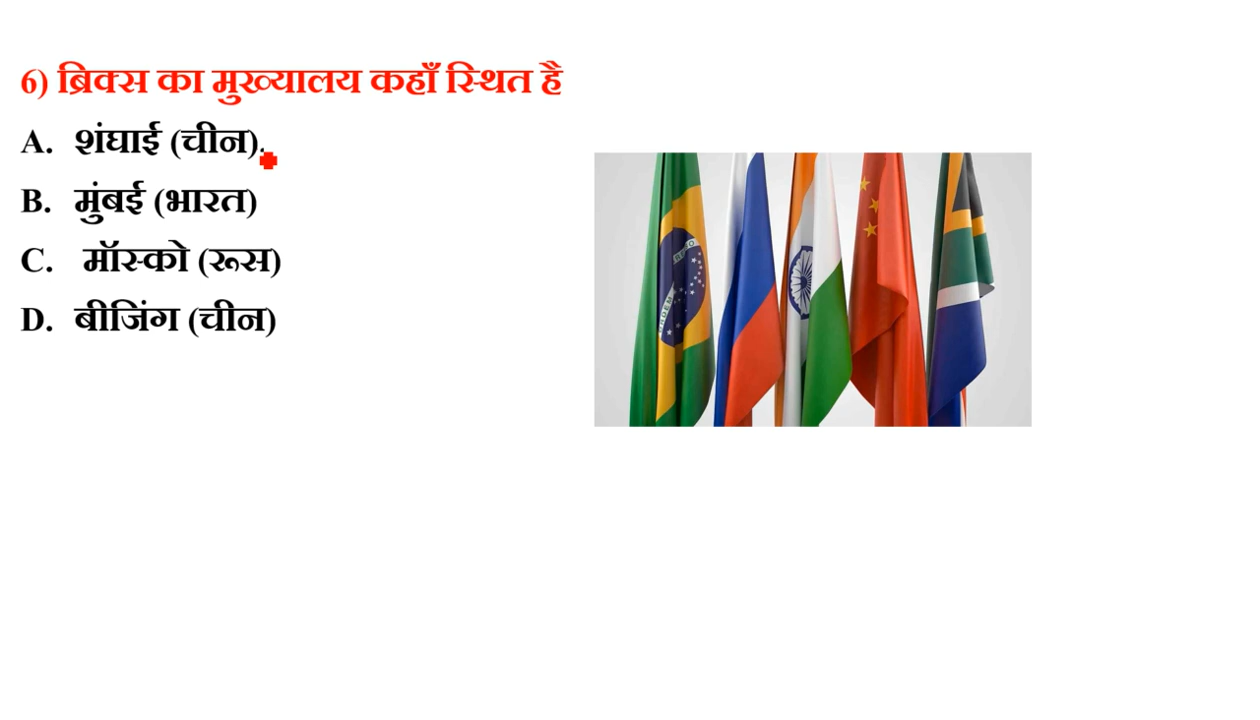 6) ब्रिक्स का मुख्यालय कहाँ स्थित है
A. शंघाई (चीन).
B. मुंबई (भारत)
C. मॉस्को (रूस)
D. बीजिंग (चीन)